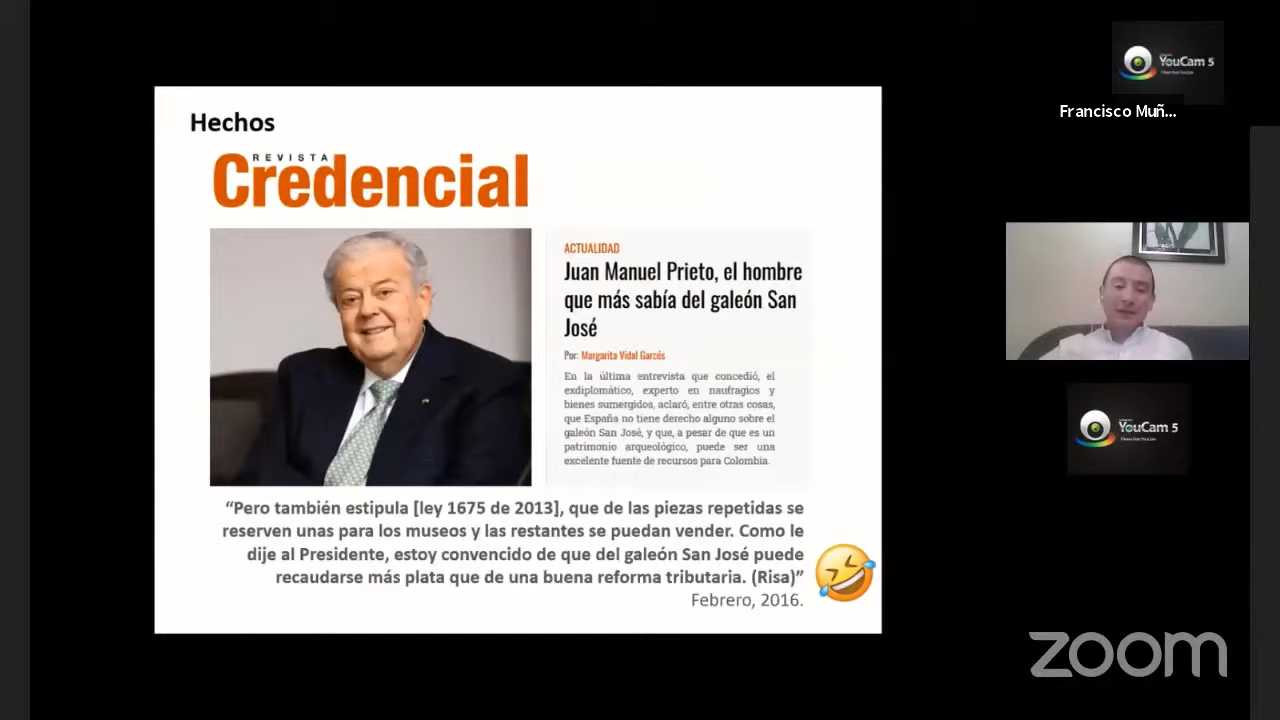 Hechos
REVISTA
Credencial
ACTUALIDAD
Juan Manuel Prieto, el hombre
que más sabía del galeón San
José
Por: Margarita Vidal Garcés
En la última entrevista que concedió, el
exdiplomático, experto en naufragios y
bienes sumergidos, aclaró, entre otras cosas,
que España no tiene derecho alguno sobre el
galeón San José, y que, a pesar de que es un
patrimonio arqueológico, puede ser una
excelente fuente de recursos para Colombia.
“Pero también estipula [ley 1675 de 2013], que de las piezas repetidas se
reserven unas para los museos y las restantes se puedan vender. Como le
dije al Presidente, estoy convencido de que del galeón San José puede
recaudarse más plata que de una buena reforma tributaria. (Risa)”
Febrero, 2016.
YouCam 5
Francisco Muñ...
YouCam 5
zoom